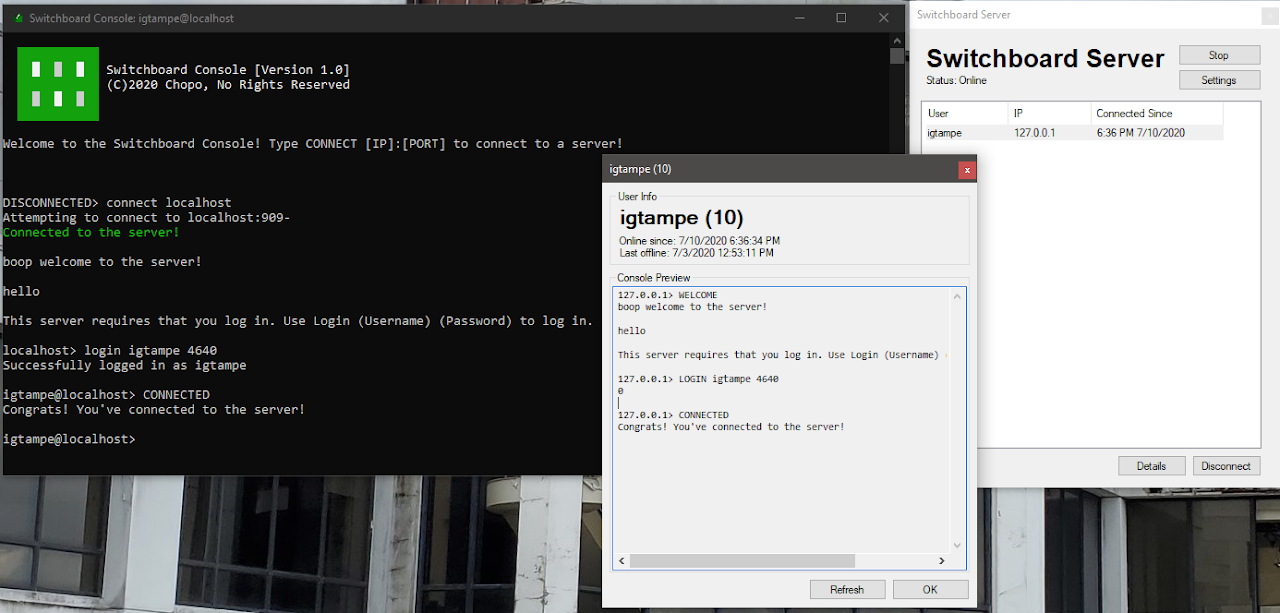 Switchboard Console: igtampe@localhost
Switchboard Console [Version 1.0]
(C)2020 Chopo, No Rights Reserved
Welcome to the Switchboard Console! Type CONNECT [IP]:[PORT] to connect to a server!
DISCONNECTED> connect localhost
Attempting to connect to localhost:909-
Connected to the server!
boop welcome to the server!
hello
This server requires that you log in. Use Login (Username) (Password) to log in.
localhost> login igtampe 4640
Successfully logged in as igtampe
igtampe@localhost> CONNECTED
Congrats! You've connected to the server!
igtampe@localhost>
Switchboard Server
Switchboard Server
Status: Online
Stop
Settings
User IP Connected Since
igtampe 127.0.0.1 6:36 PM 7/10/2020
Details Disconnect
igtampe (10)
User Info
igtampe (10)
Online since: 7/10/2020 6:36:34 PM
Last offline: 7/3/2020 12:53:11 PM
Console Preview
127.0.0.1> WELCOME
boop welcome to the server!
hello
This server requires that you log in. Use Login (Username)
127.0.0.1> LOGIN igtampe 4640
0
127.0.0.1> CONNECTED
Congrats! You've connected to the server!
Refresh OK